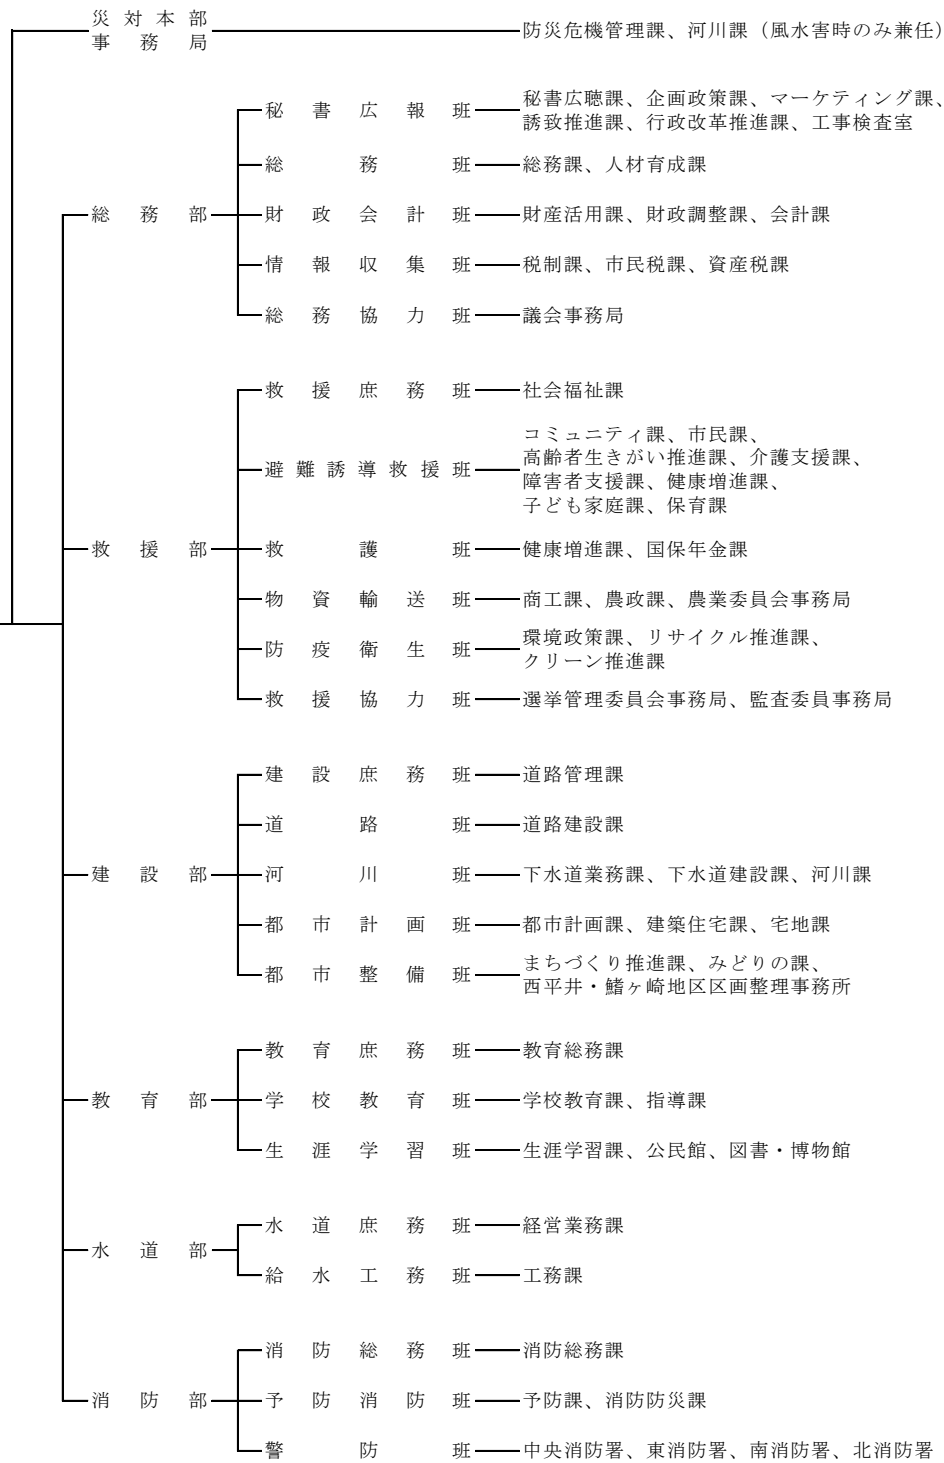 災対本部
事務局
防災危機管理課、河川課（風水害時のみ兼任）
総務部
秘書広報班
秘書広聴課、企画政策課、マーケティング課、
誘致推進課、行政改革推進課、工事検査室
総務班
総務課、人材育成課
財政会計班
財産活用課、財政調整課、会計課
情報収集班
税制課、市民税課、資産税課
総務協力班
議会事務局
救援部
救援庶務班
社会福祉課
避難誘導救援班
コミュニティ課、市民課、
高齢者生きがい推進課、介護支援課、
障害者支援課、健康増進課、
子ども家庭課、保育課
救護班
健康増進課、国保年金課
物資輸送班
商工課、農政課、農業委員会事務局
防疫衛生班
環境政策課、リサイクル推進課、
クリーン推進課
救援協力班
選挙管理委員会事務局、監査委員事務局
建設部
建設庶務班
道路管理課
道路班
道路建設課
河川班
下水道業務課、下水道建設課、河川課
都市計画班
都市計画課、建築住宅課、宅地課
都市整備班
まちづくり推進課、みどりの課、
西平井・鰭ヶ崎地区区画整理事務所
教育部
教育庶務班
教育総務課
学校教育班
学校教育課、指導課
生涯学習班
生涯学習課、公民館、図書・博物館
水道部
水道庶務班
経営業務課
給水工務班
工務課
消防部
消防総務班
消防総務課
予防消防班
予防課、消防防災課
警防班
中央消防署、東消防署、南消防署、北消防署